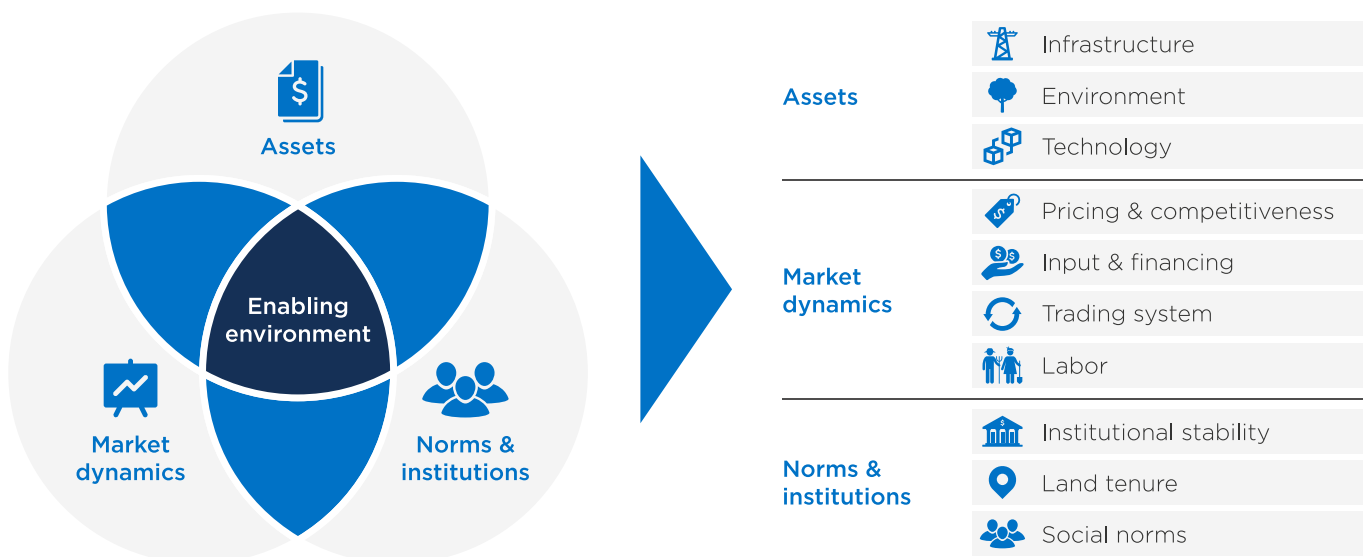 Assets
Enabling
environment
Market
dynamics
Norms &
institutions
Assets
Infrastructure
Environment
Technology
Market
dynamics
Pricing & competitiveness
Input & financing
Trading system
Labor
Norms &
institutions
Institutional stability
Land tenure
Social norms